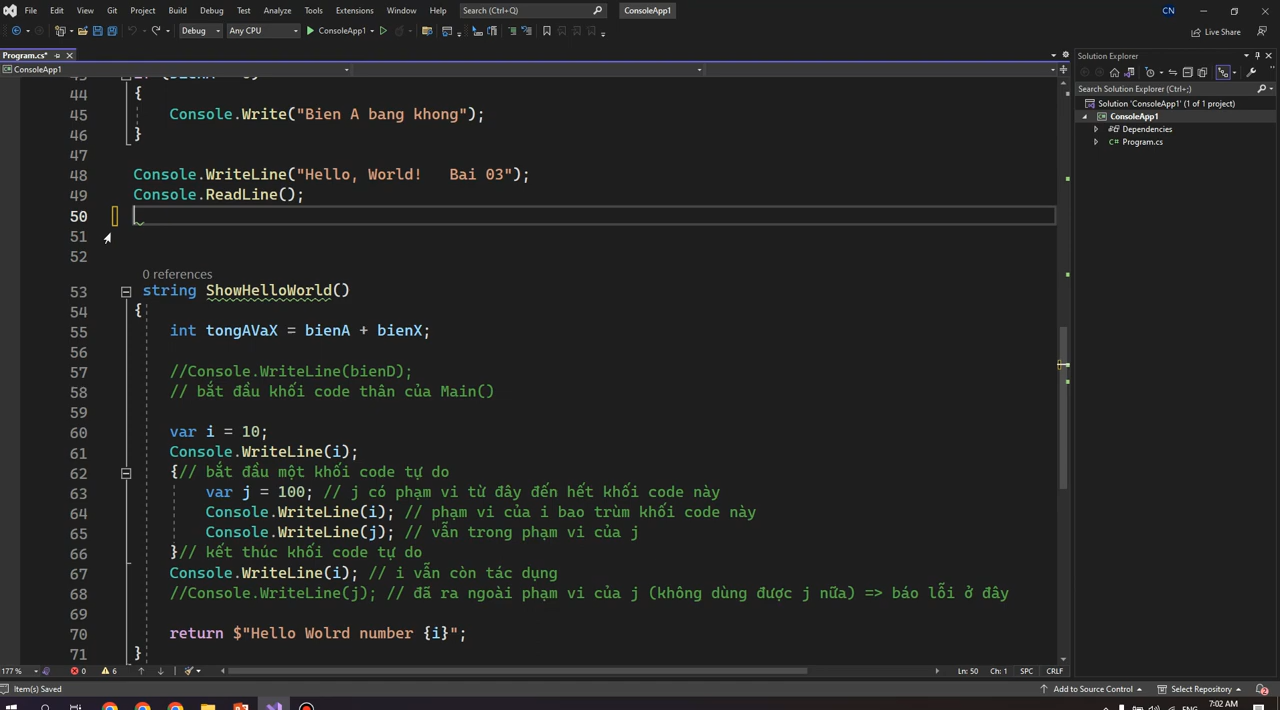 File Edit View Git Project Build Debug Test Analyze Tools Extensions Window Help Search (Ctrl+Q) ConsoleApp1 CN
Debug Any CPU ConsoleApp1 Live Share
Program.cs* Solution Explorer
ConsoleApp1
Search Solution Explorer (Ctrl+;)
Solution 'ConsoleApp1' (1 of 1 project)
ConsoleApp1
Dependencies
Program.cs
44 {
45 Console.Write("Bien A bang khong");
46 }
47
48 Console.WriteLine("Hello, World!   Bai 03");
49 Console.ReadLine();
50
51
52
0 references
53 string ShowHelloWorld()
54 {
55 int tongAVaX = bienA + bienX;
56
57 //Console.WriteLine(bienD);
58 // bắt đầu khối code thân của Main()
59
60 var i = 10;
61 Console.WriteLine(i);
62 {// bắt đầu một khối code tự do
63 var j = 100; // j có phạm vi từ đây đến hết khối code này
64 Console.WriteLine(i); // phạm vi của i bao trùm khối code này
65 Console.WriteLine(j); // vẫn trong phạm vi của j
66 }// kết thúc khối code tự do
67 Console.WriteLine(i); // i vẫn còn tác dụng
68 //Console.WriteLine(j); // đã ra ngoài phạm vi của j (không dùng được j nữa) => báo lỗi ở đây
69
70 return $"Hello Wolrd number {i}";
71 }
177 % 0 6 Ln: 50 Ch: 1 SPC CRLF
Item(s) Saved Add to Source Control Select Repository 2
ENG 7:02 AM